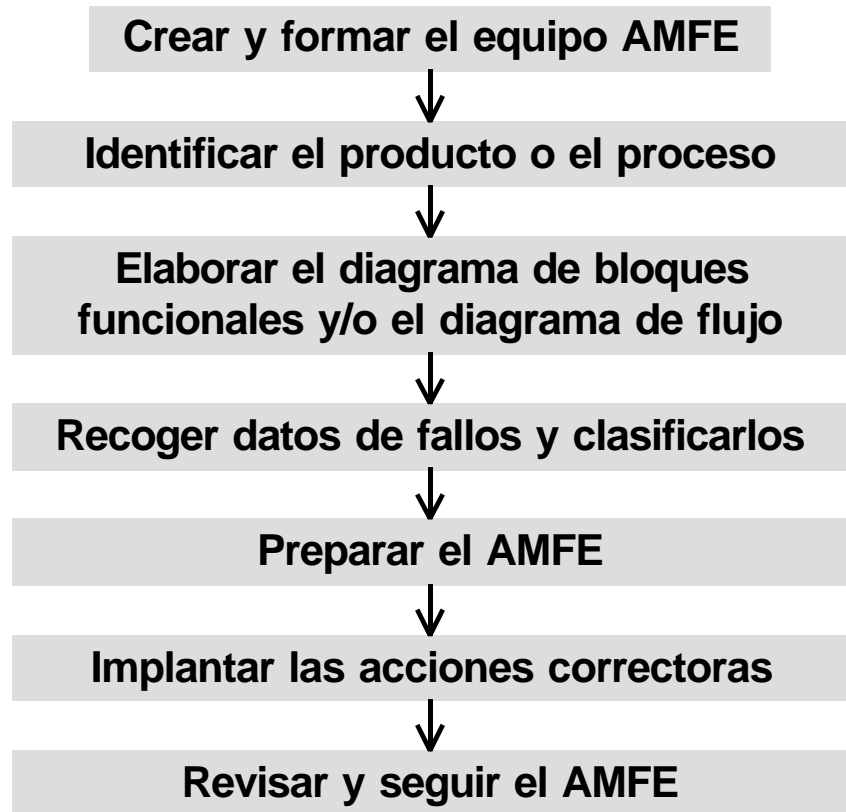 Crear y formar el equipo AMFE
Identificar el producto o el proceso
Elaborar el diagrama de bloques
funcionales y/o el diagrama de flujo
Recoger datos de fallos y clasificarlos
Preparar el AMFE
Implantar las acciones correctoras
Revisar y seguir el AMFE